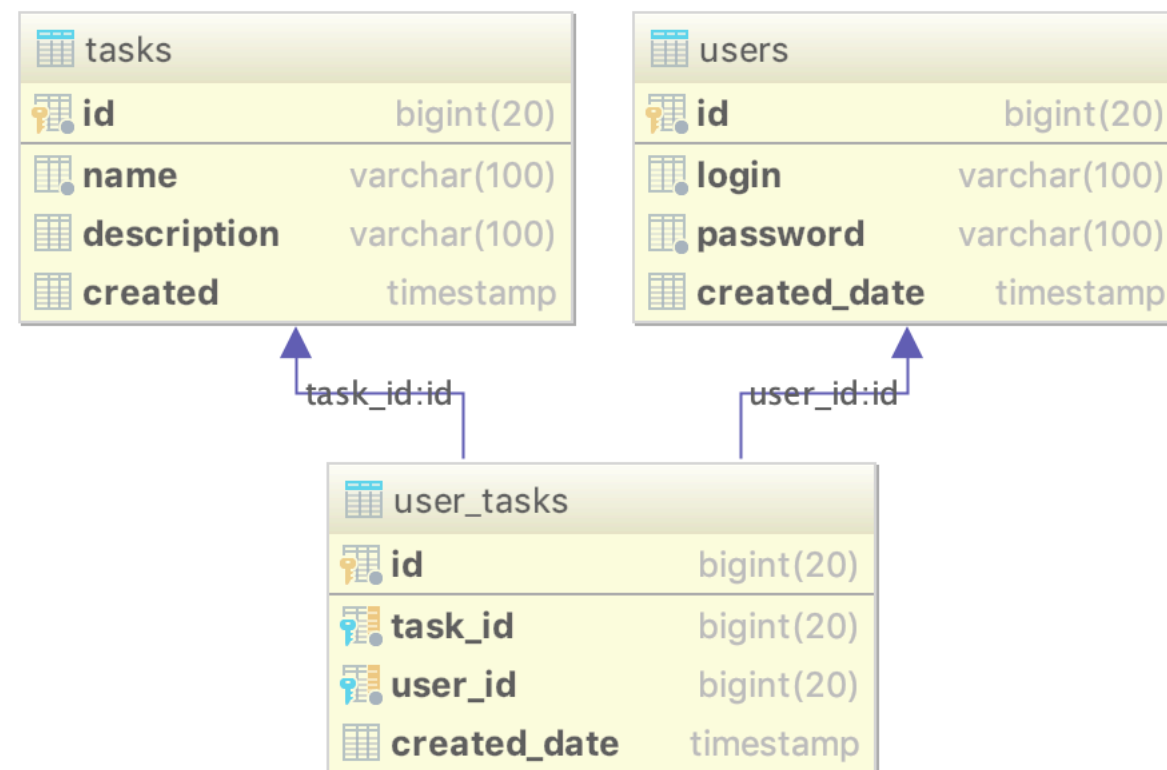 tasks
id bigint(20)
name varchar(100)
description varchar(100)
created timestamp
users
id bigint(20)
login varchar(100)
password varchar(100)
created_date timestamp
task_id:id
user_id:id
user_tasks
id bigint(20)
task_id bigint(20)
user_id bigint(20)
created_date timestamp